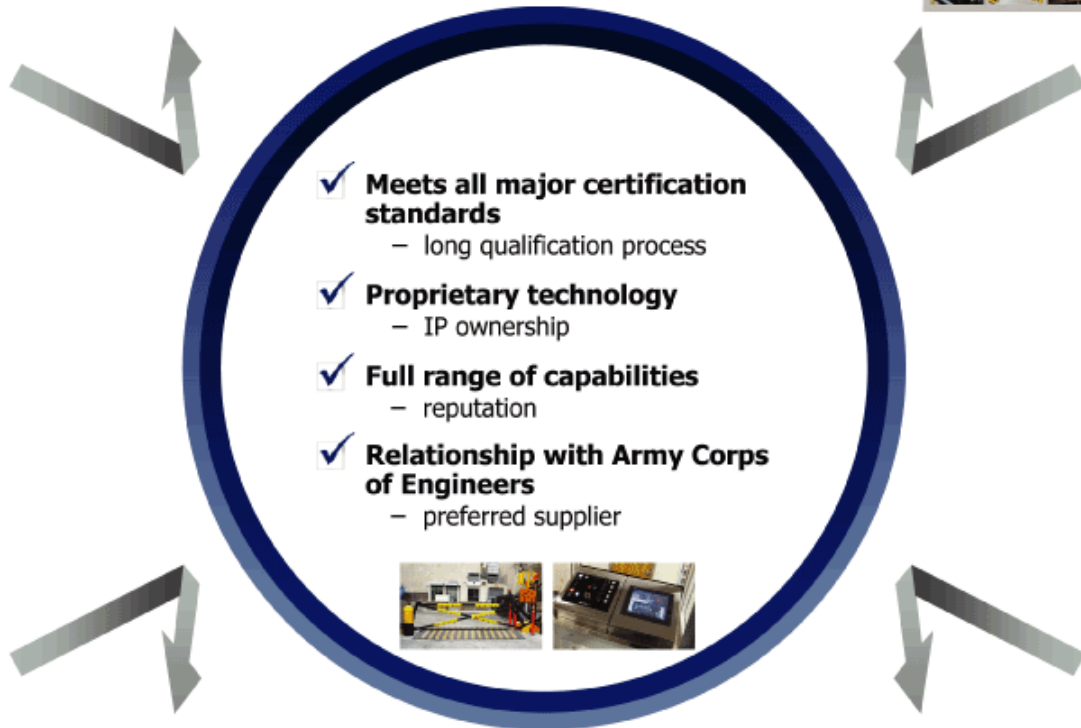 Meets all major certification
standards
– long qualification process
Proprietary technology
– IP ownership
Full range of capabilities
– reputation
Relationship with Army Corps
of Engineers
– preferred supplier